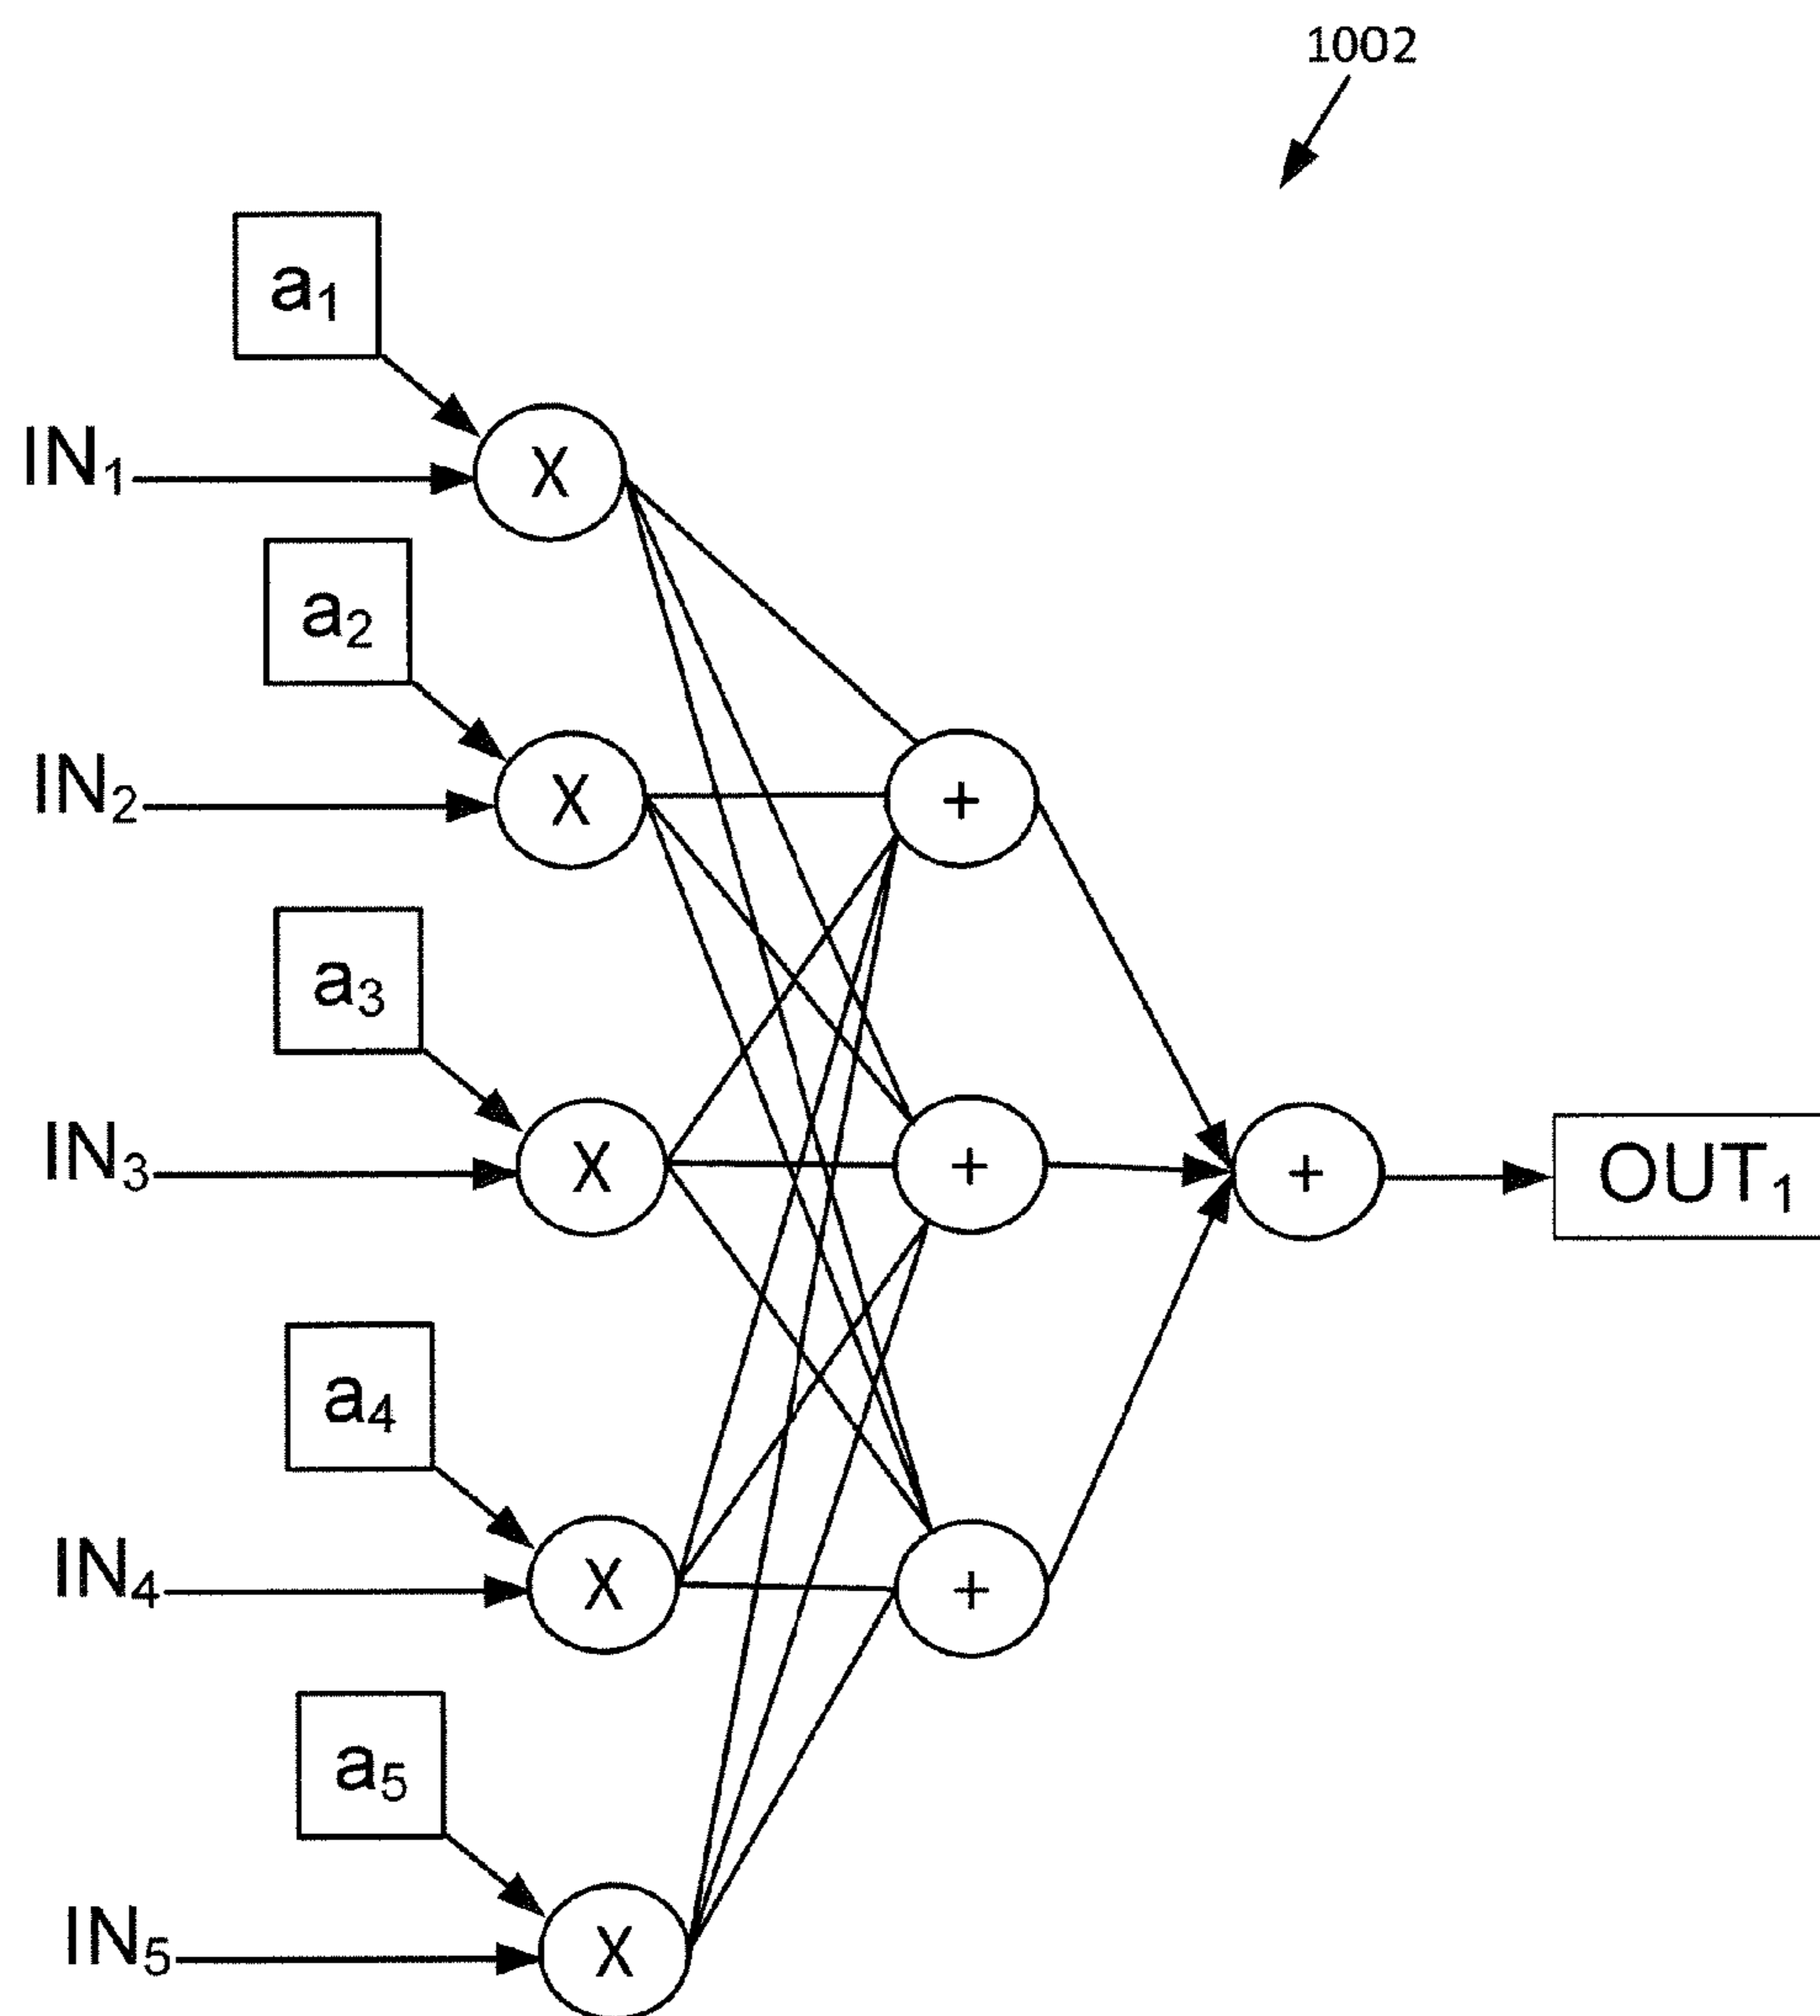 1002
a₁
IN₁
X
a₂
IN₂
X
+
a₃
IN₃
X
+
+
OUT₁
a₄
IN₄
X
+
a₅
IN₅
X